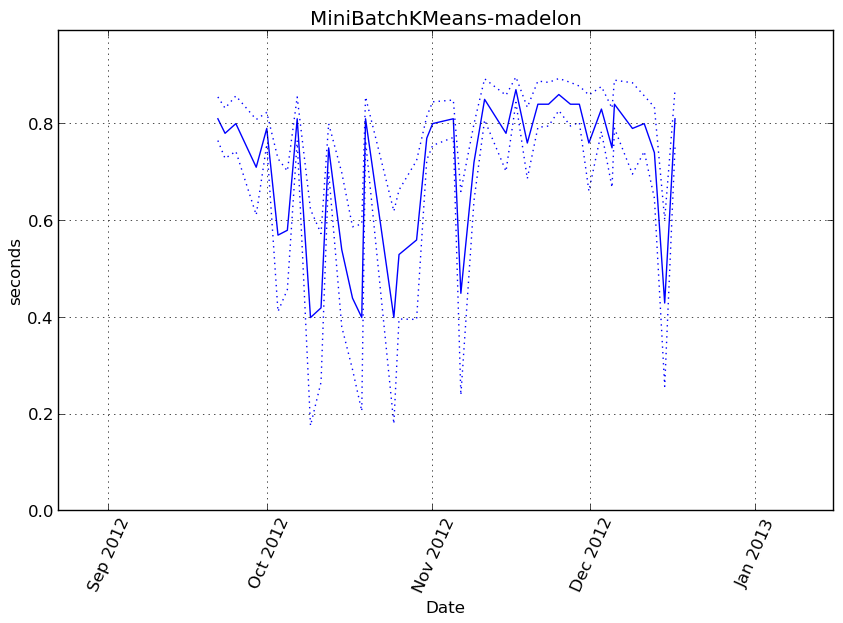 MiniBatchKMeans-madelon
seconds
0.8
0.6
0.4
0.2
0.0
Sep 2012
Oct 2012
Nov 2012
Dec 2012
Jan 2013
Date